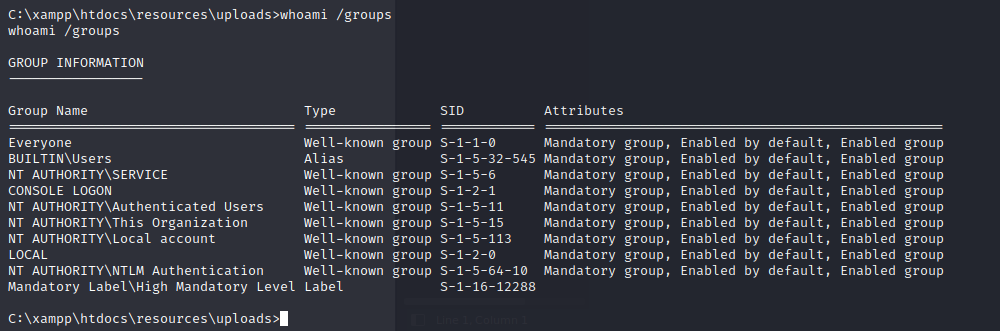 C:\xampp\htdocs\resources\uploads>whoami /groups
whoami /groups
GROUP INFORMATION
-----------------
Group Name Type SID Attributes
====================================== ================ ============ ==================================================
Everyone Well-known group S-1-1-0 Mandatory group, Enabled by default, Enabled group
BUILTIN\Users Alias S-1-5-32-545 Mandatory group, Enabled by default, Enabled group
NT AUTHORITY\SERVICE Well-known group S-1-5-6 Mandatory group, Enabled by default, Enabled group
CONSOLE LOGON Well-known group S-1-2-1 Mandatory group, Enabled by default, Enabled group
NT AUTHORITY\Authenticated Users Well-known group S-1-5-11 Mandatory group, Enabled by default, Enabled group
NT AUTHORITY\This Organization Well-known group S-1-5-15 Mandatory group, Enabled by default, Enabled group
NT AUTHORITY\Local account Well-known group S-1-5-113 Mandatory group, Enabled by default, Enabled group
LOCAL Well-known group S-1-2-0 Mandatory group, Enabled by default, Enabled group
NT AUTHORITY\NTLM Authentication Well-known group S-1-5-64-10 Mandatory group, Enabled by default, Enabled group
Mandatory Label\High Mandatory Level Label S-1-16-12288
C:\xampp\htdocs\resources\uploads>